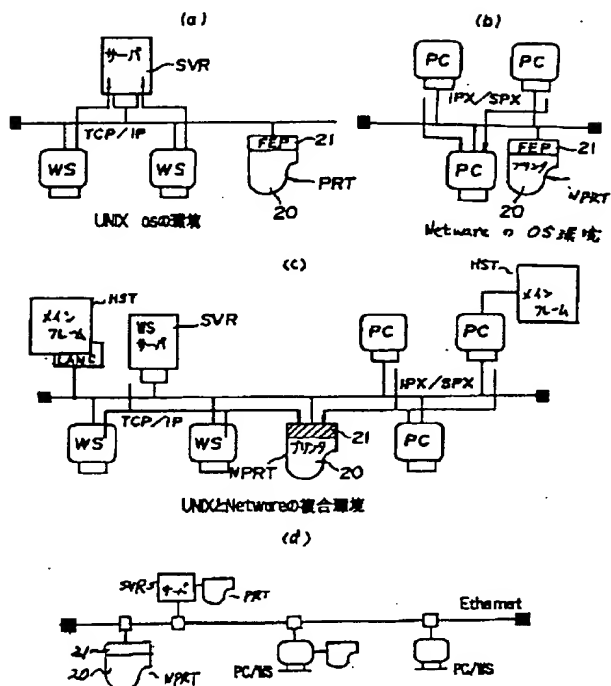 (a)
サーバ
SVR
TCP/IP
WS
WS
FEP
21
PRT
20
UNIX OSの環境
(b)
PC
PC
IPX/SPX
PC
FEP
21
プリンタ
NPRT
20
Netware の OS環境
(c)
HST
メイン
フレーム
LANC
WS
サーバ
SVR
PC
PC
HST
メイン
フレーム
IPX/SPX
TCP/IP
WS
WS
21
プリンタ
NPRT
20
PC
UNIXとNetwareの複合環境
(d)
SVRS
サーバ
PRT
Ethernet
21
20
NPRT
PC/WS
PC/WS